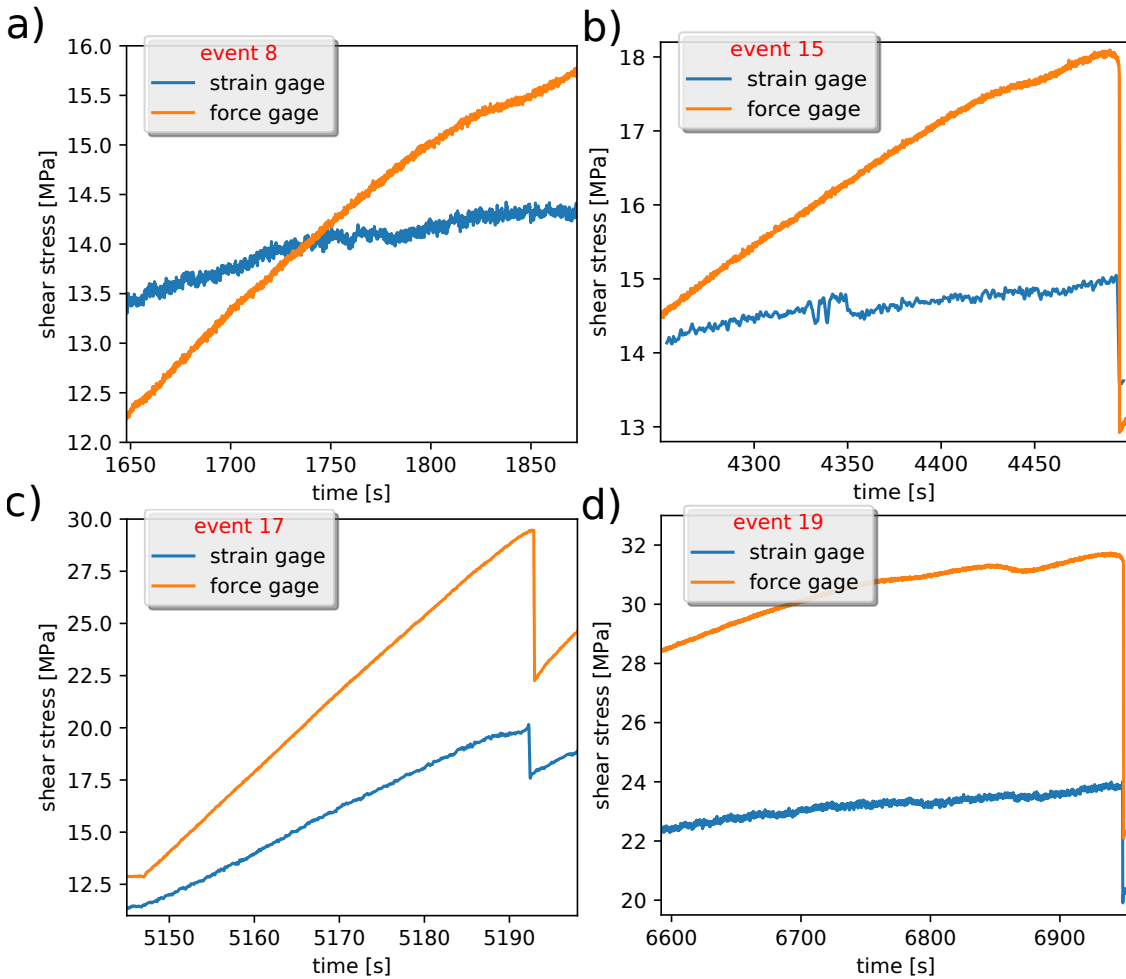 a)
event 8
strain gage
force gage
shear stress [MPa]
16.0
15.5
15.0
14.5
14.0
13.5
13.0
12.5
12.0
1650 1700 1750 1800 1850
time [s]
b)
event 15
strain gage
force gage
shear stress [MPa]
18
17
16
15
14
13
4300 4350 4400 4450
time [s]
c)
event 17
strain gage
force gage
shear stress [MPa]
30.0
27.5
25.0
22.5
20.0
17.5
15.0
12.5
5150 5160 5170 5180 5190
time [s]
d)
event 19
strain gage
force gage
shear stress [MPa]
32
30
28
26
24
22
20
6600 6700 6800 6900
time [s]